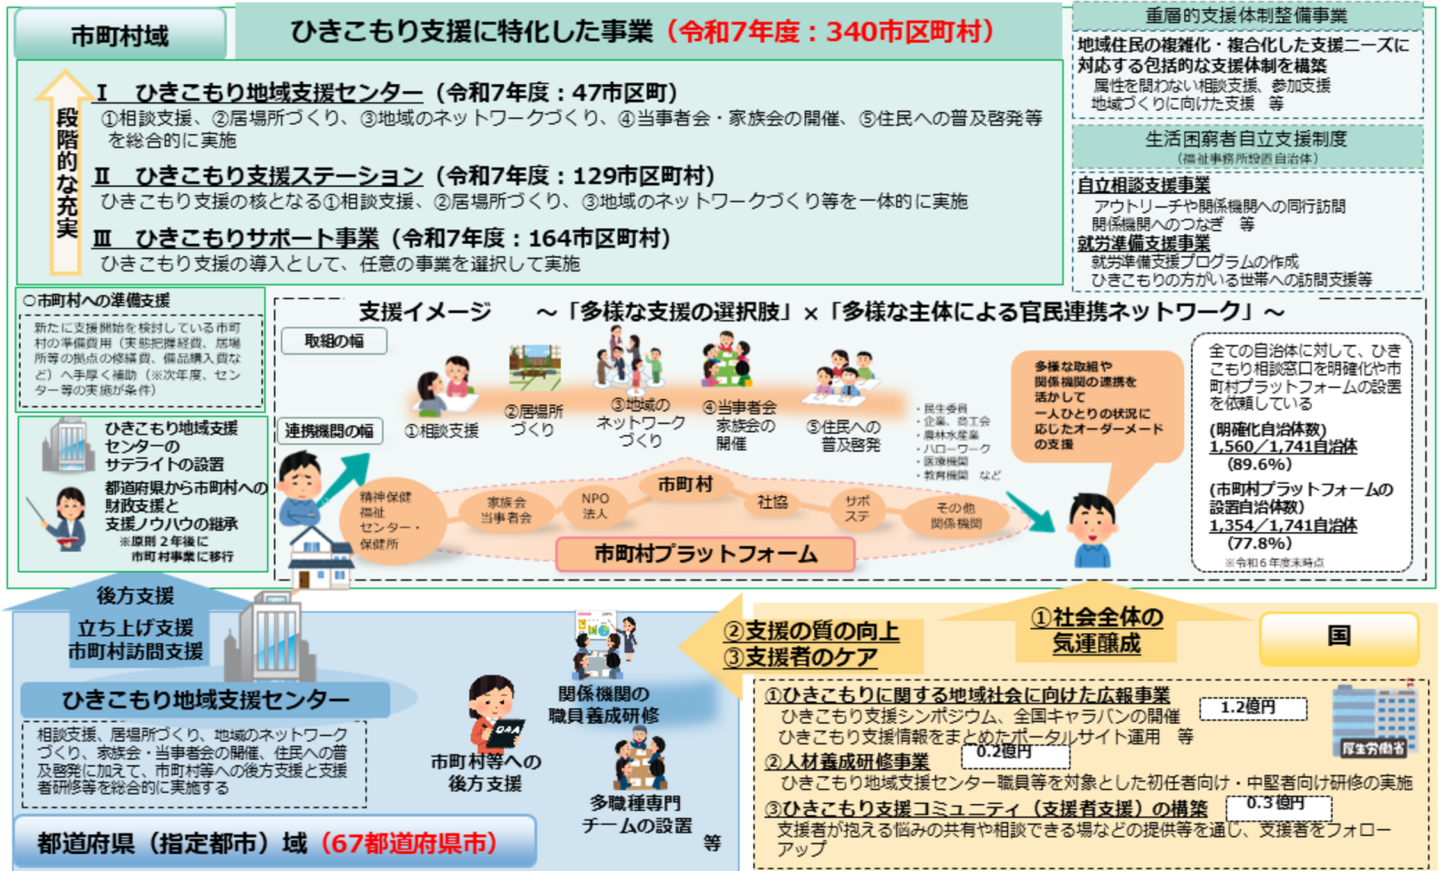 市町村域
ひきこもり支援に特化した事業(令和7年度：340市区町村)
段階的な充実
Ⅰ　ひきこもり地域支援センター(令和7年度：47市区町)
①相談支援、②居場所づくり、③地域のネットワークづくり、④当事者会・家族会の開催、⑤住民への普及啓発等
を総合的に実施
Ⅱ　ひきこもり支援ステーション(令和7年度：129市区町村)
ひきこもり支援の核となる①相談支援、②居場所づくり、③地域のネットワークづくり等を一体的に実施
Ⅲ　ひきこもりサポート事業(令和7年度：164市区町村)
ひきこもり支援の導入として、任意の事業を選択して実施
重層的支援体制整備事業
地域住民の複雑化・複合化した支援ニーズに
対応する包括的な支援体制を構築
属性を問わない相談支援、参加支援
地域づくりに向けた支援　等
生活困窮者自立支援制度
(福祉事務所設置自治体)
自立相談支援事業
アウトリーチや関係機関への同行訪問
関係機関へのつなぎ　等
就労準備支援事業
就労準備支援プログラムの作成
ひきこもりの方がいる世帯への訪問支援等
○市町村への準備支援
新たに支援開始を検討している市町
村の準備費用（実態把握経費、居場
所等の拠点の修繕費、備品購入費な
ど）へ手厚く補助（※次年度、セン
ター等の実施が条件）
ひきこもり地域支援
センターの
サテライトの設置
都道府県から市町村への
財政支援と
支援ノウハウの継承
※原則２年後に
市町村事業に移行
支援イメージ　～「多様な支援の選択肢」×「多様な主体による官民連携ネットワーク」～
取組の幅
①相談支援
②居場所
づくり
③地域の
ネットワーク
づくり
④当事者会
家族会の
開催
⑤住民への
普及啓発
連携機関の幅
・民生委員
・企業、商工会
・農林水産業
・ハローワーク
・医療機関
・教育機関　など
精神保健
福祉
センター・
保健所
家族会
当事者会
NPO
法人
市町村
社協
サポ
ステ
その他
関係機関
市町村プラットフォーム
多様な取組や
関係機関の連携を
活かして
一人ひとりの状況に
応じたオーダーメード
の支援
全ての自治体に対して、ひき
こもり相談窓口を明確化や市
町村プラットフォームの設置
を依頼している
(明確化自治体数)
1,560／1,741自治体
(89.6%)
(市町村プラットフォームの
設置自治体数)
1,354／1,741自治体
(77.8%)
※令和６年度末時点
後方支援
立ち上げ支援
市町村訪問支援
ひきこもり地域支援センター
相談支援、居場所づくり、地域のネットワーク
づくり、家族会・当事者会の開催、住民への普
及啓発に加えて、市町村等への後方支援と支援
者研修等を総合的に実施する
都道府県（指定都市）域（67都道府県市）
Q&A
市町村等への
後方支援
関係機関の
職員養成研修
多職種専門
チームの設置
等
②支援の質の向上
③支援者のケア
①社会全体の
気運醸成
国
①ひきこもりに関する地域社会に向けた広報事業
1.2億円
ひきこもり支援シンポジウム、全国キャラバンの開催
ひきこもり支援情報をまとめたポータルサイト運用　等
厚生労働省
②人材養成研修事業
0.2億円
ひきこもり地域支援センター職員等を対象とした初任者向け・中堅者向け研修の実施
③ひきこもり支援コミュニティ（支援者支援）の構築
0.3億円
支援者が抱える悩みの共有や相談できる場などの提供等を通じ、支援者をフォロー
アップ